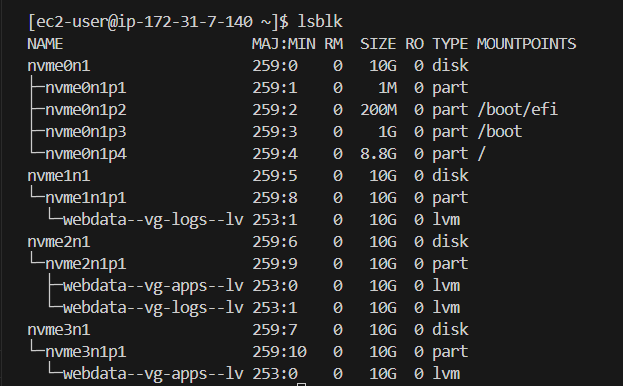 [ec2-user@ip-172-31-7-140 ~]$ lsblk
NAME                      MAJ:MIN RM  SIZE RO TYPE MOUNTPOINTS
nvme0n1                   259:0    0   10G  0 disk
├─nvme0n1p1               259:1    0    1M  0 part
├─nvme0n1p2               259:2    0  200M  0 part /boot/efi
├─nvme0n1p3               259:3    0    1G  0 part /boot
└─nvme0n1p4               259:4    0  8.8G  0 part /
nvme1n1                   259:5    0   10G  0 disk
└─nvme1n1p1               259:8    0   10G  0 part
  └─webdata--vg-logs--lv 253:1    0   10G  0 lvm
nvme2n1                   259:6    0   10G  0 disk
└─nvme2n1p1               259:9    0   10G  0 part
  ├─webdata--vg-apps--lv 253:0    0   10G  0 lvm
  └─webdata--vg-logs--lv 253:1    0   10G  0 lvm
nvme3n1                   259:7    0   10G  0 disk
└─nvme3n1p1               259:10   0   10G  0 part
  └─webdata--vg-apps--lv 253:0    0   10G  0 lvm